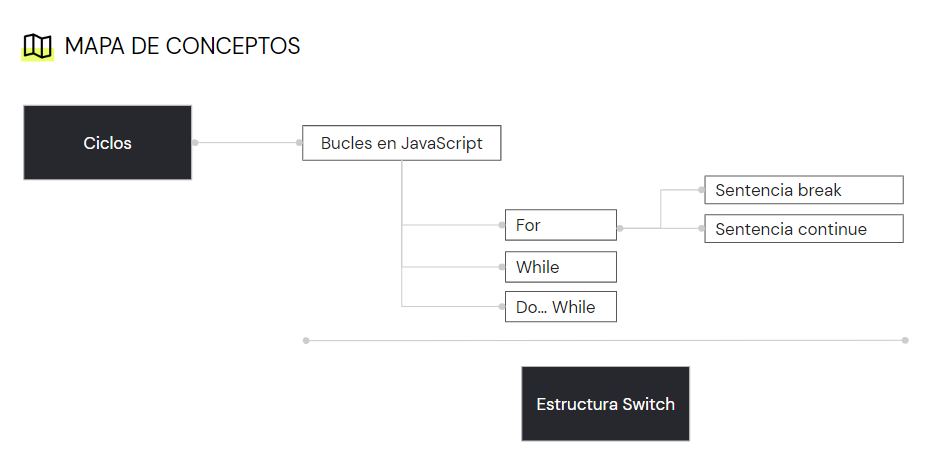 MAPA DE CONCEPTOS
Ciclos
Bucles en JavaScript
For
While
Do... While
Sentencia break
Sentencia continue
Estructura Switch